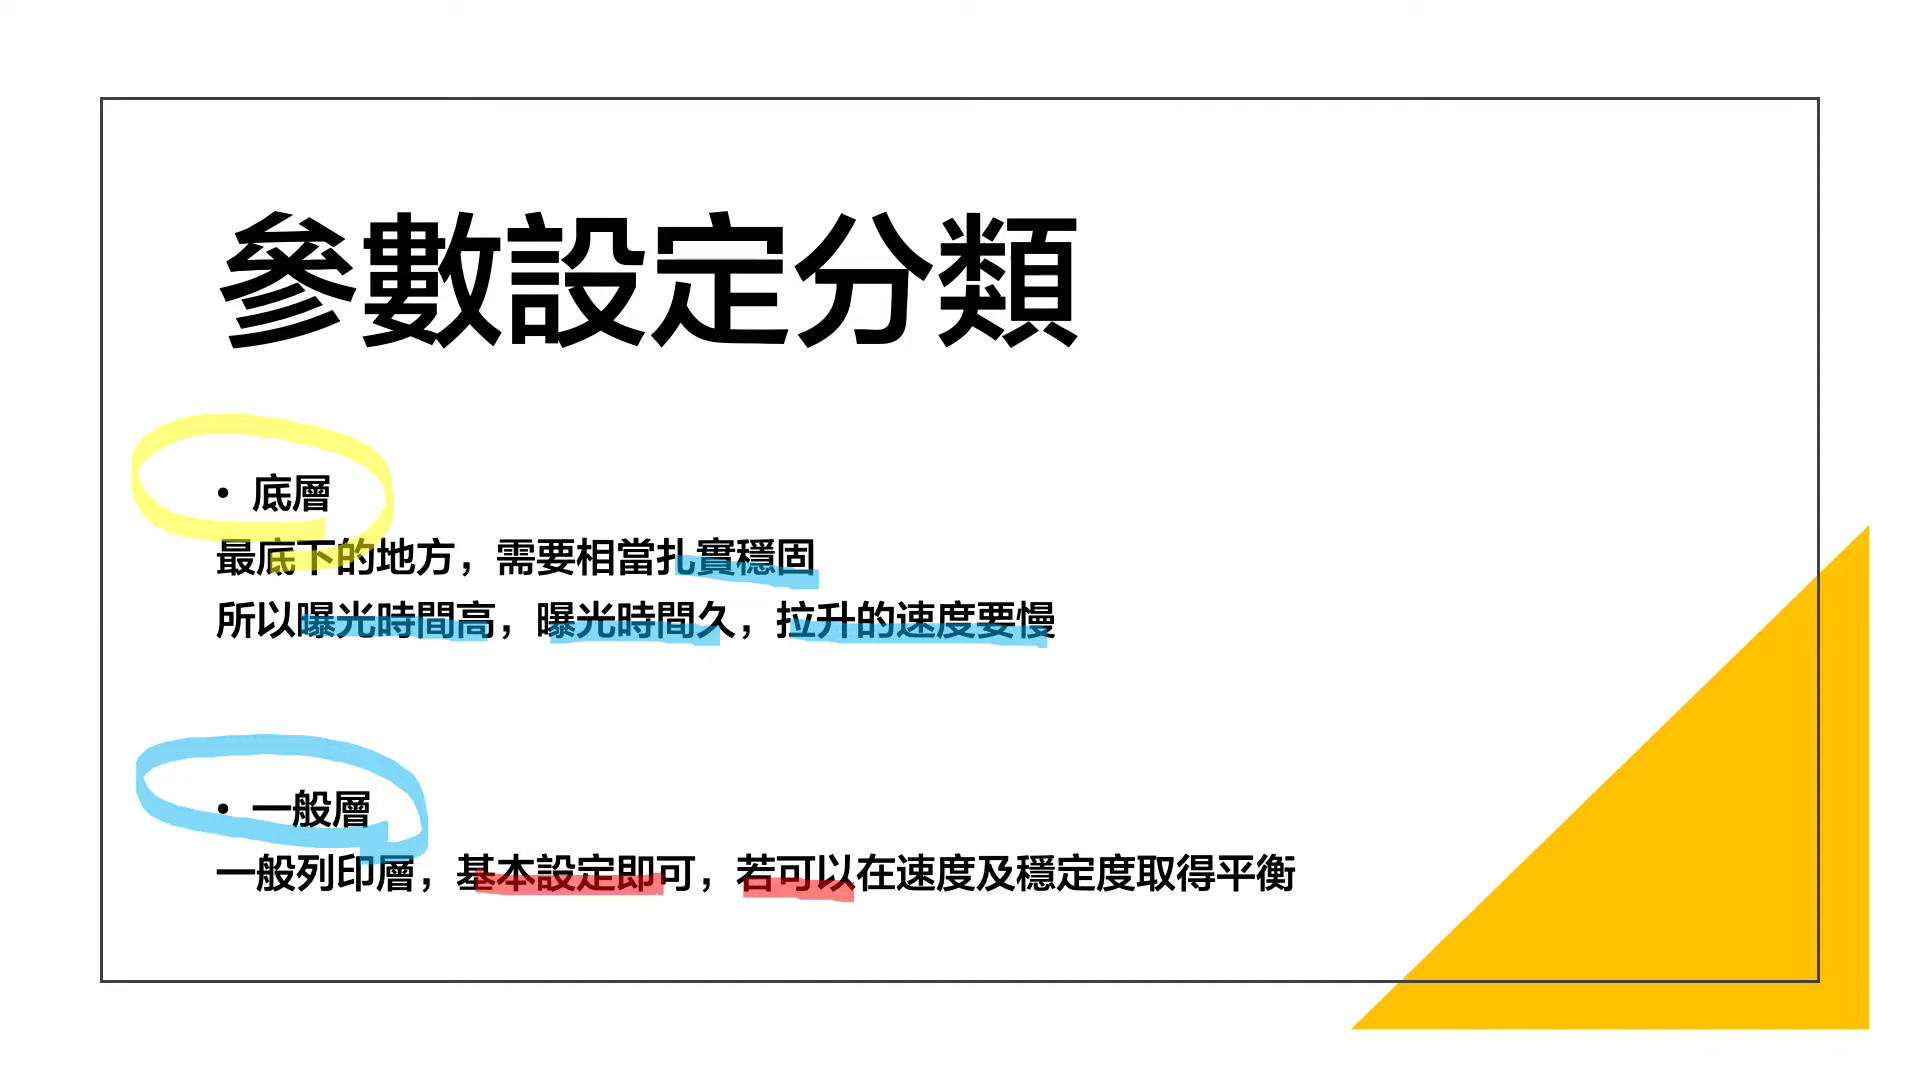 參數設定分類
• 底層
最底下的地方，需要相當扎實穩固
所以曝光時間高，曝光時間久，拉升的速度要慢
• 一般層
一般列印層，基本設定即可，若可以在速度及穩定度取得平衡